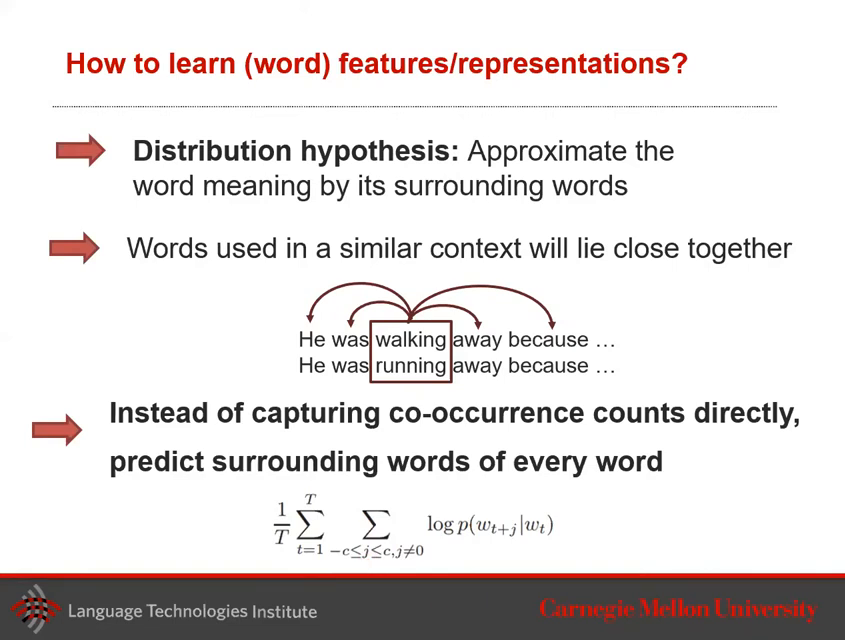 How to learn (word) features/representations?
Distribution hypothesis: Approximate the
word meaning by its surrounding words
Words used in a similar context will lie close together
He was walking away because …
He was running away because …
Instead of capturing co-occurrence counts directly,
predict surrounding words of every word
\frac{1}{T} \sum_{t=1}^{T} \sum_{-c \le j \le c, j \ne 0} \log p(w_{t+j}|w_t)
Language Technologies Institute
Carnegie Mellon University